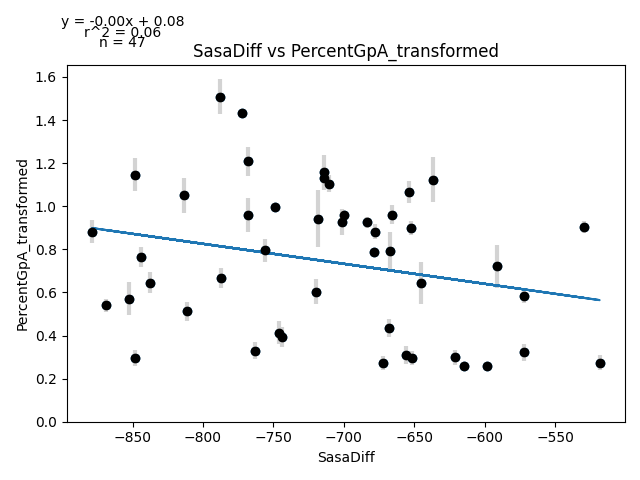 y = -0.00x + 0.08
r^2 = 0.06
n = 47
SasaDiff vs PercentGpA_transformed
1.6
1.4
1.2
1.0
0.8
0.6
0.4
0.2
0.0
PercentGpA_transformed
−850 −800 −750 −700 −650 −600 −550
SasaDiff